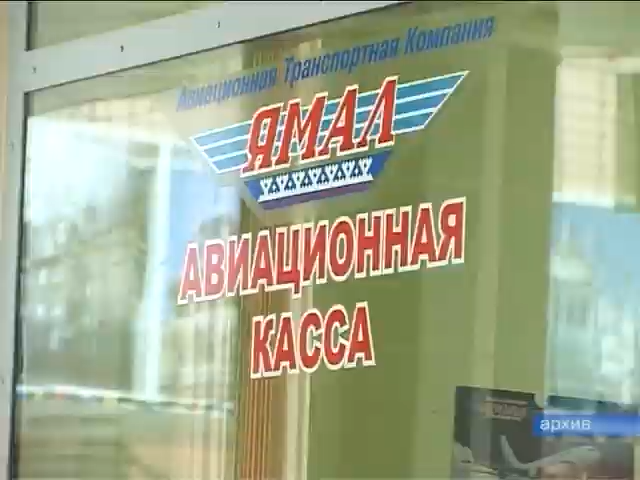 Авиационная Транспортная Компания
ЯМАЛ
АВИАЦИОННАЯ
КАССА
архив